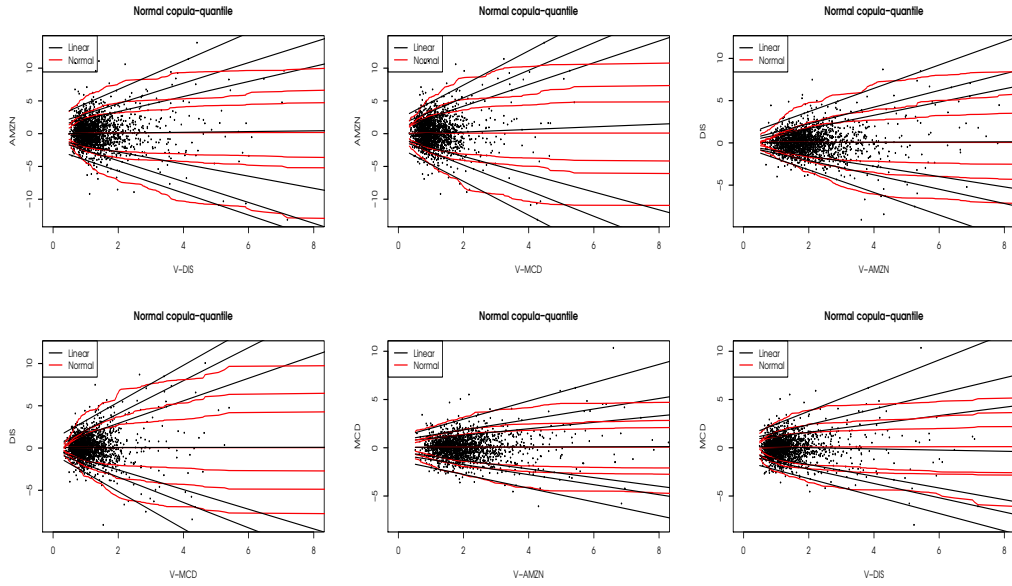 Normal copula-quantile
Linear
Normal
AMZN
10
5
0
-5
-10
0 2 4 6 8
V-DIS
Normal copula-quantile
Linear
Normal
AMZN
10
5
0
-5
-10
0 2 4 6 8
V-MCD
Normal copula-quantile
Linear
Normal
DIS
10
5
0
-5
0 2 4 6 8
V-AMZN
Normal copula-quantile
Linear
Normal
DIS
10
5
0
-5
0 2 4 6 8
V-MCD
Normal copula-quantile
Linear
Normal
MCD
10
5
0
-5
0 2 4 6 8
V-AMZN
Normal copula-quantile
Linear
Normal
MCD
10
5
0
-5
0 2 4 6 8
V-DIS